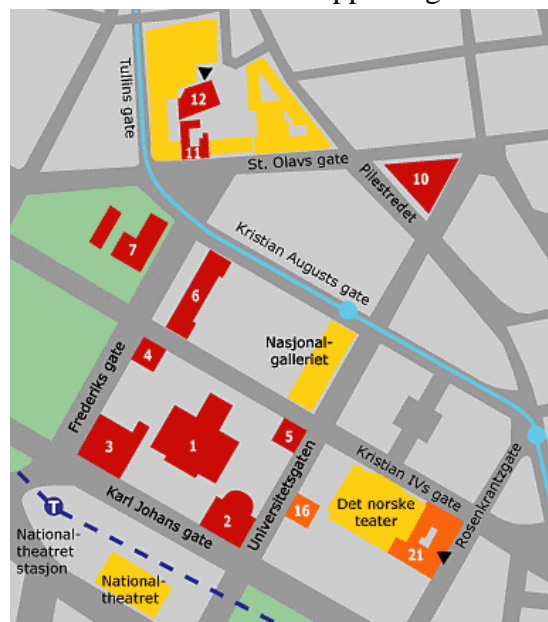 Tullins gate
12
11
St. Olavs gate
10
Pilestredet
7
Kristian Augusts gate
6
Nasjonal-
galleriet
4
Frederiks gate
3
1
5
2
Karl Johans gate
Universitetsgaten
Kristian IVs gate
16
Det norske
teater
21
Rosenkrantzgate
T
National-
theatret
stasjon
National-
theatret